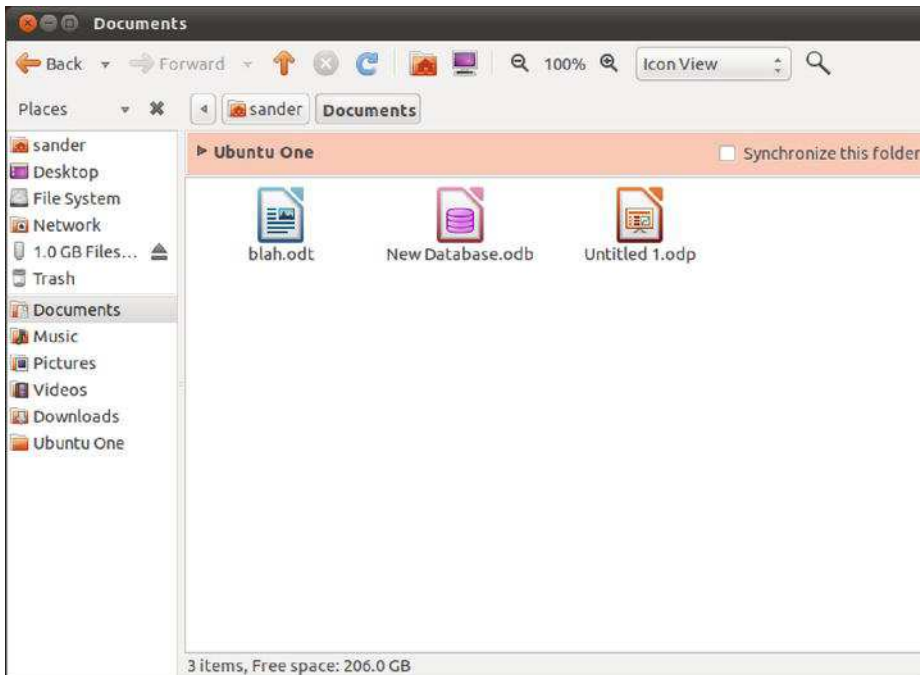 Documents
Back Forward 100% Icon View
Places sander Documents
sander
Desktop
File System
Network
1.0 GB Files...
Trash
Documents
Music
Pictures
Videos
Downloads
Ubuntu One
Ubuntu One Synchronize this folder
blah.odt New Database.odb Untitled 1.odp
3 items, Free space: 206.0 GB